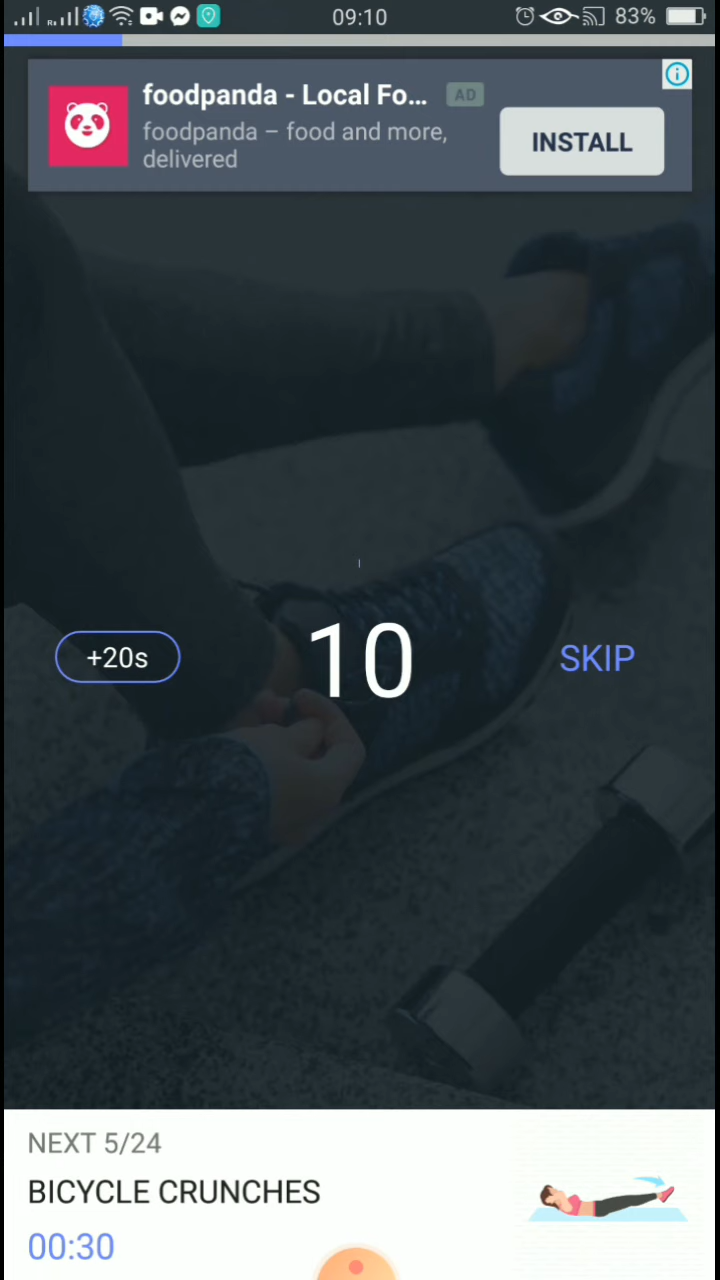 09:10
83%
foodpanda - Local Fo...
AD
foodpanda – food and more,
delivered
INSTALL
+20s
10
SKIP
NEXT 5/24
BICYCLE CRUNCHES
00:30